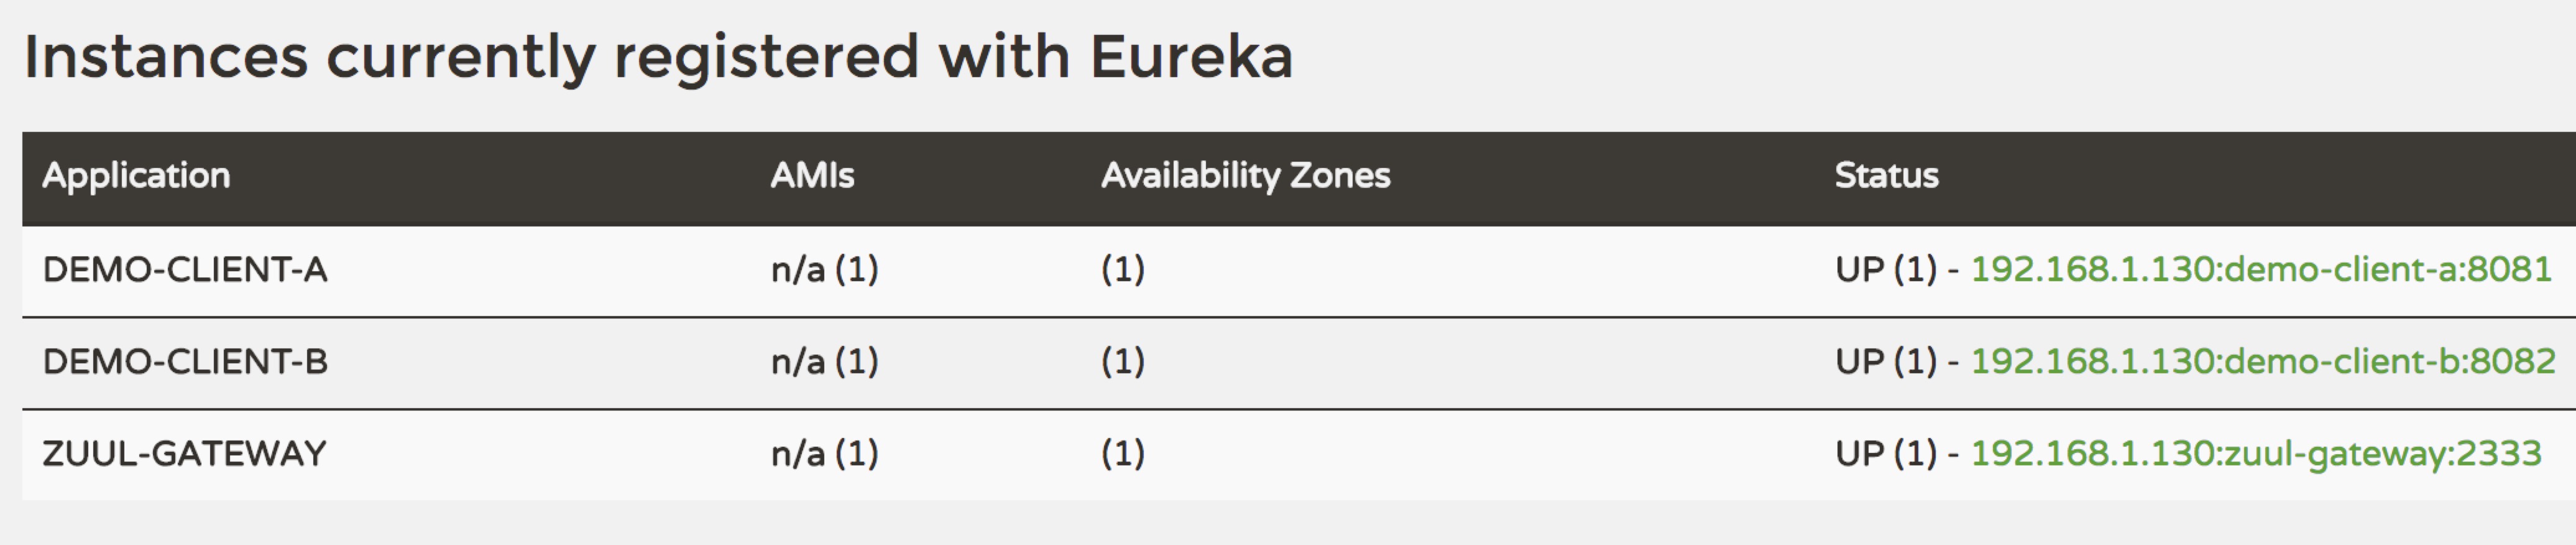 Instances currently registered with Eureka
Application AMIs Availability Zones Status
DEMO-CLIENT-A n/a (1) (1) UP (1) - 192.168.1.130:demo-client-a:8081
DEMO-CLIENT-B n/a (1) (1) UP (1) - 192.168.1.130:demo-client-b:8082
ZUUL-GATEWAY n/a (1) (1) UP (1) - 192.168.1.130:zuul-gateway:2333